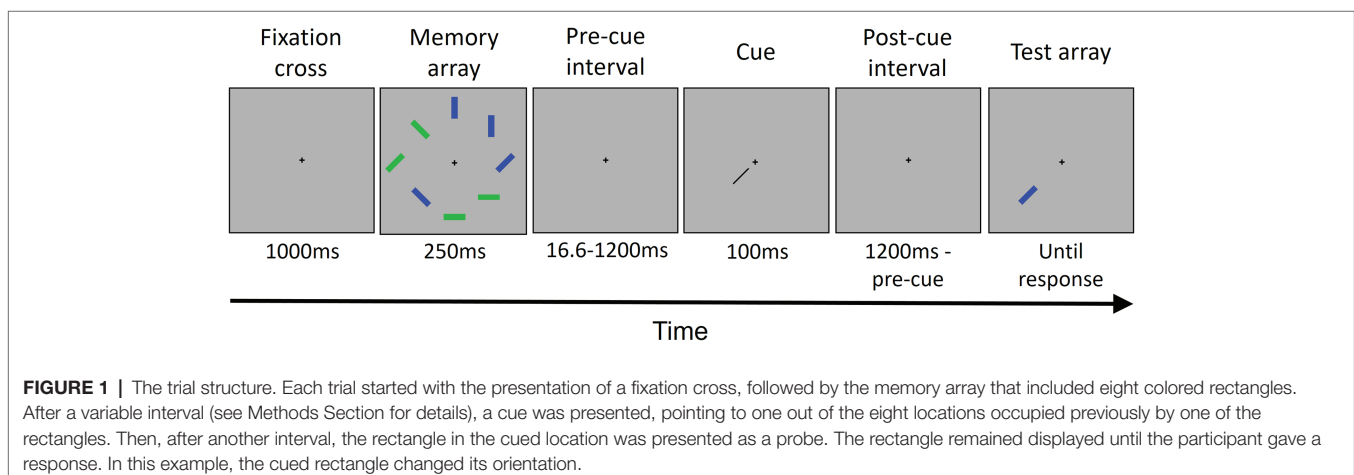 Fixation cross
Memory array
Pre-cue interval
Cue
Post-cue interval
Test array
1000ms
250ms
16.6-1200ms
100ms
1200ms - pre-cue
Until response
Time
FIGURE 1 | The trial structure. Each trial started with the presentation of a fixation cross, followed by the memory array that included eight colored rectangles.
After a variable interval (see Methods Section for details), a cue was presented, pointing to one out of the eight locations occupied previously by one of the
rectangles. Then, after another interval, the rectangle in the cued location was presented as a probe. The rectangle remained displayed until the participant gave a
response. In this example, the cued rectangle changed its orientation.